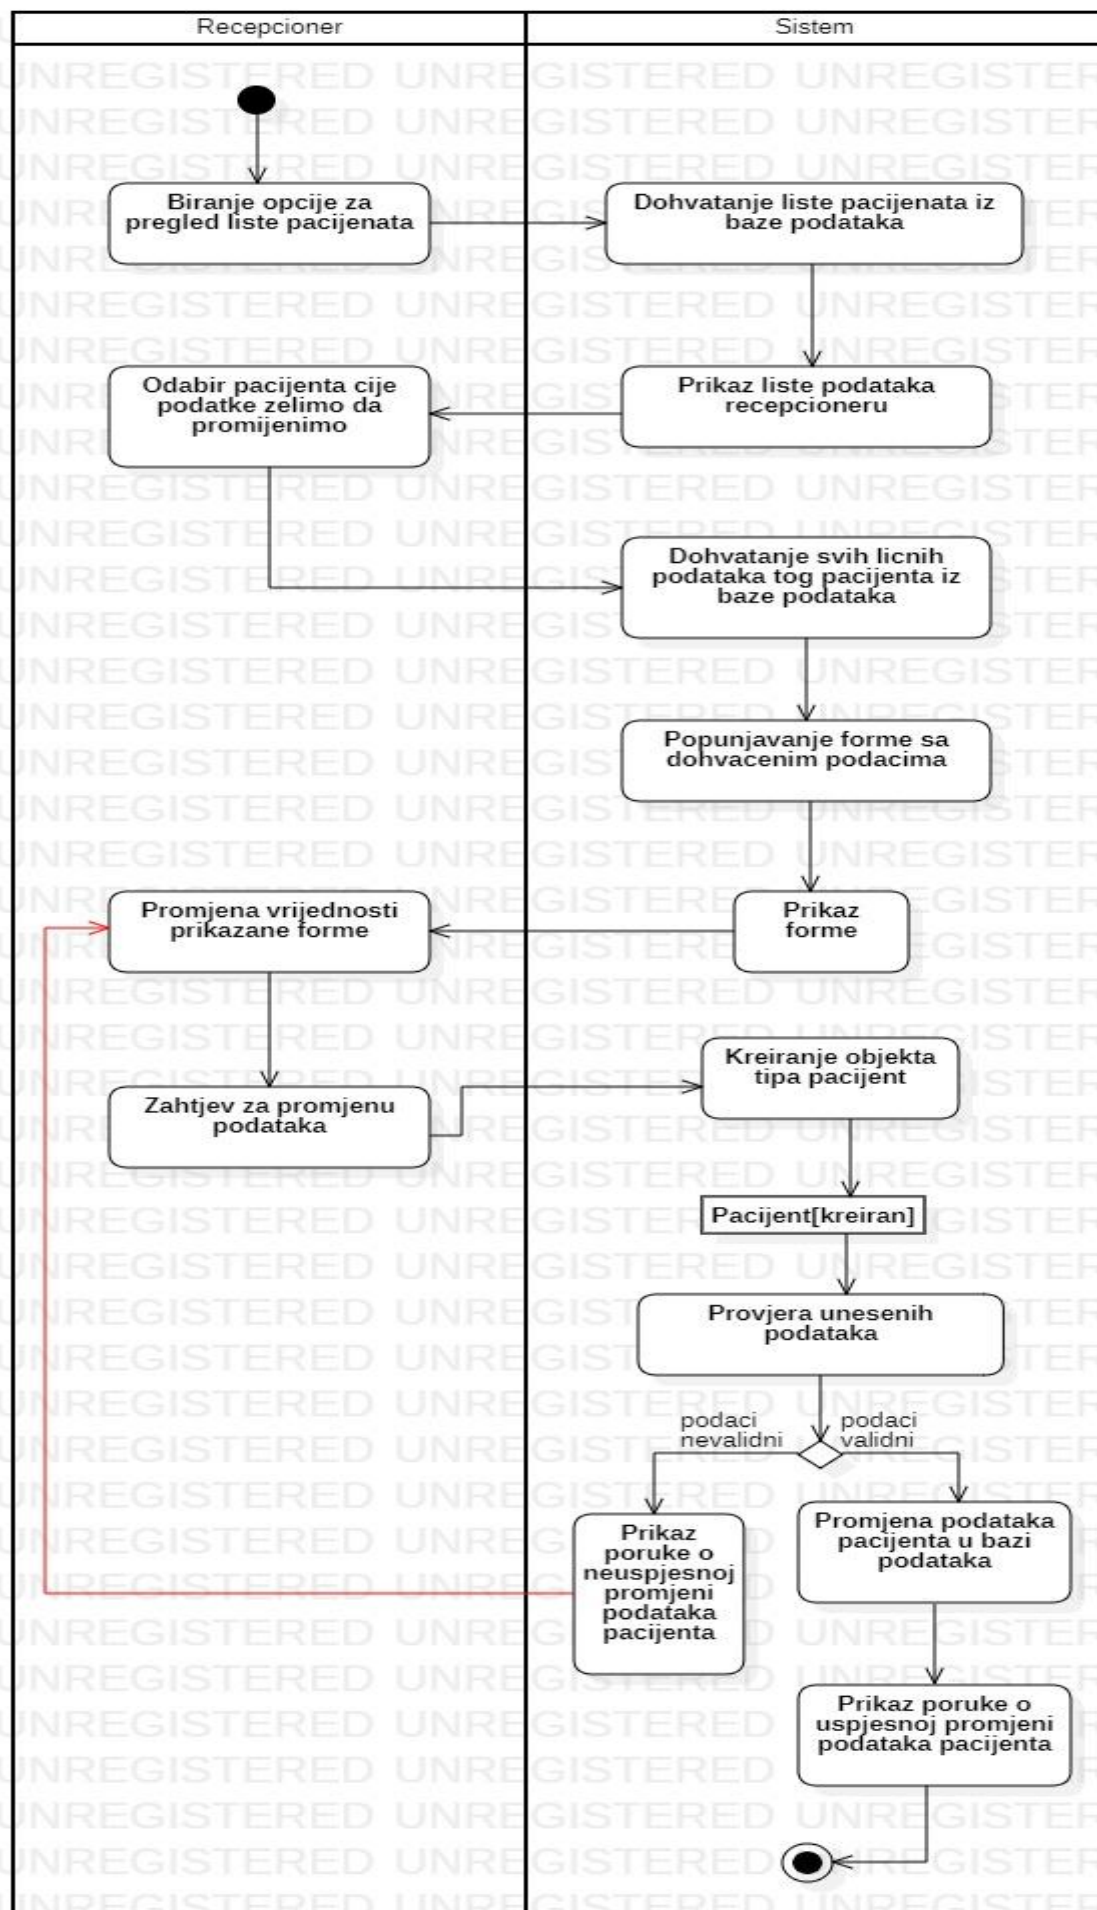 Recepcioner
Sistem
Biranje opcije za
pregled liste pacijenata
Dohvatanje liste pacijenata iz
baze podataka
Prikaz liste podataka
recepcioneru
Odabir pacijenta cije
podatke zelimo da
promijenimo
Dohvatanje svih licnih
podataka tog pacijenta iz
baze podataka
Popunjavanje forme sa
dohvacenim podacima
Prikaz
forme
Promjena vrijednosti
prikazane forme
Zahtjev za promjenu
podataka
Kreiranje objekta
tipa pacijent
Pacijent[kreiran]
Provjera unesenih
podataka
podaci
nevalidni
podaci
validni
Prikaz
poruke o
neuspjesnoj
promjeni
podataka
pacijenta
Promjena podataka
pacijenta u bazi
podataka
Prikaz poruke o
uspjesnoj promjeni
podataka pacijenta
UNREGISTERED UNREGISTERED UNREGISTER